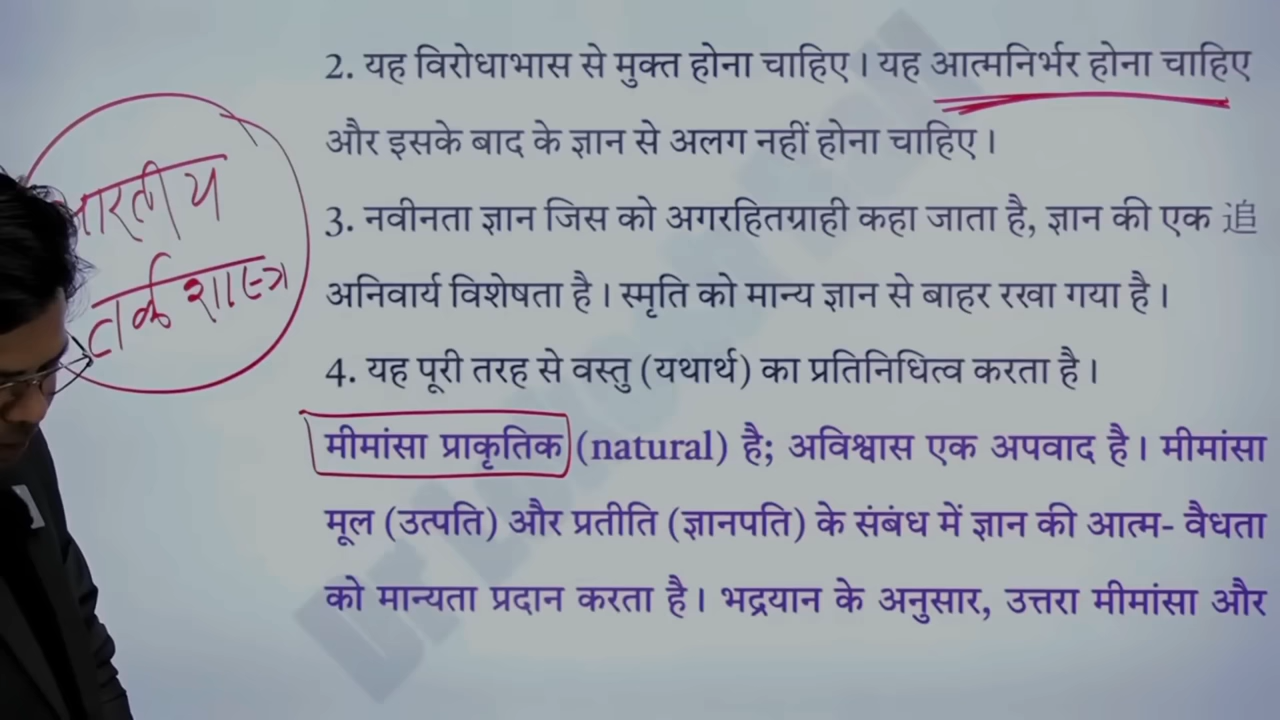 2. यह विरोधाभास से मुक्त होना चाहिए। यह आत्मनिर्भर होना चाहिए
और इसके बाद के ज्ञान से अलग नहीं होना चाहिए।
भारतीय
तर्कशास्त्र
3. नवीनता ज्ञान जिस को अगरहितग्राही कहा जाता है, ज्ञान की एक 追
अनिवार्य विशेषता है। स्मृति को मान्य ज्ञान से बाहर रखा गया है।
4. यह पूरी तरह से वस्तु (यथार्थ) का प्रतिनिधित्व करता है।
मीमांसा प्राकृतिक (natural) है; अविश्वास एक अपवाद है। मीमांसा
मूल (उत्पति) और प्रतीति (ज्ञानपति) के संबंध में ज्ञान की आत्म- वैधता
को मान्यता प्रदान करता है। भद्रयान के अनुसार, उत्तरा मीमांसा और